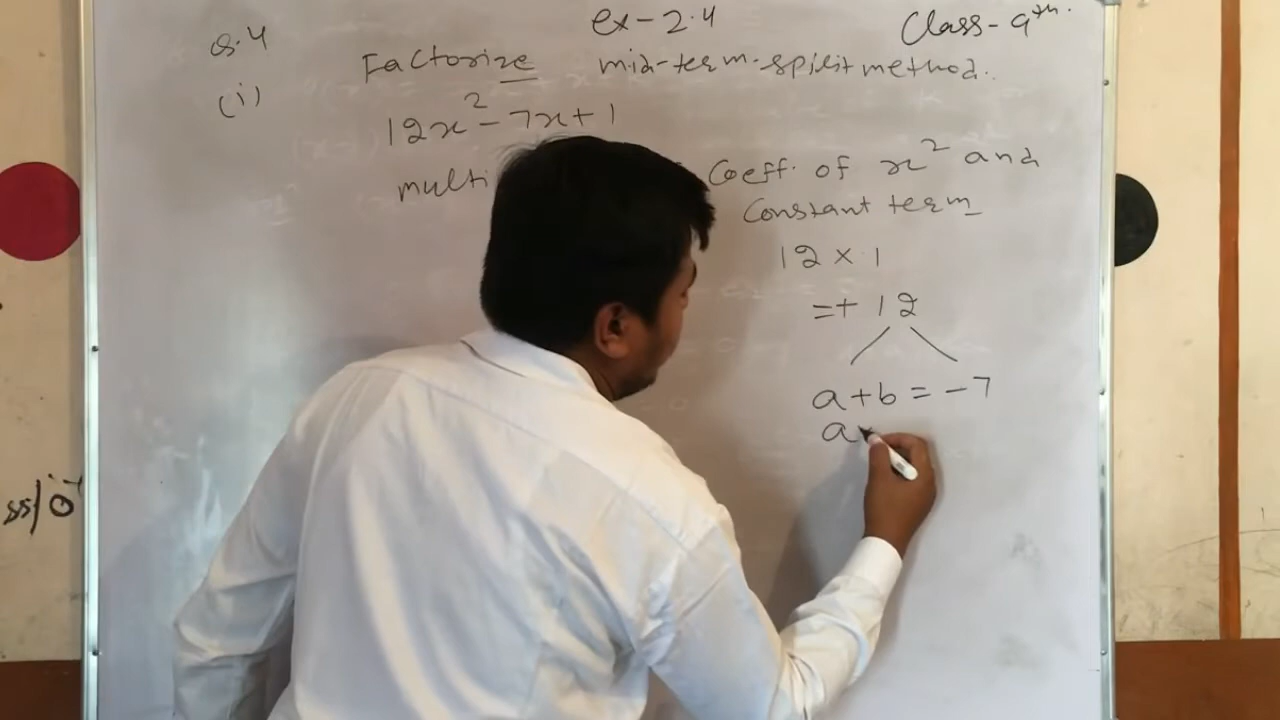 ex-2.4
Class-9th.
Q.4
Factorize mid-term-split method.
(i)
12x² - 7x + 1
multi Coeff. of x² and
Constant term
12 × 1
= + 12
a + b = -7
a